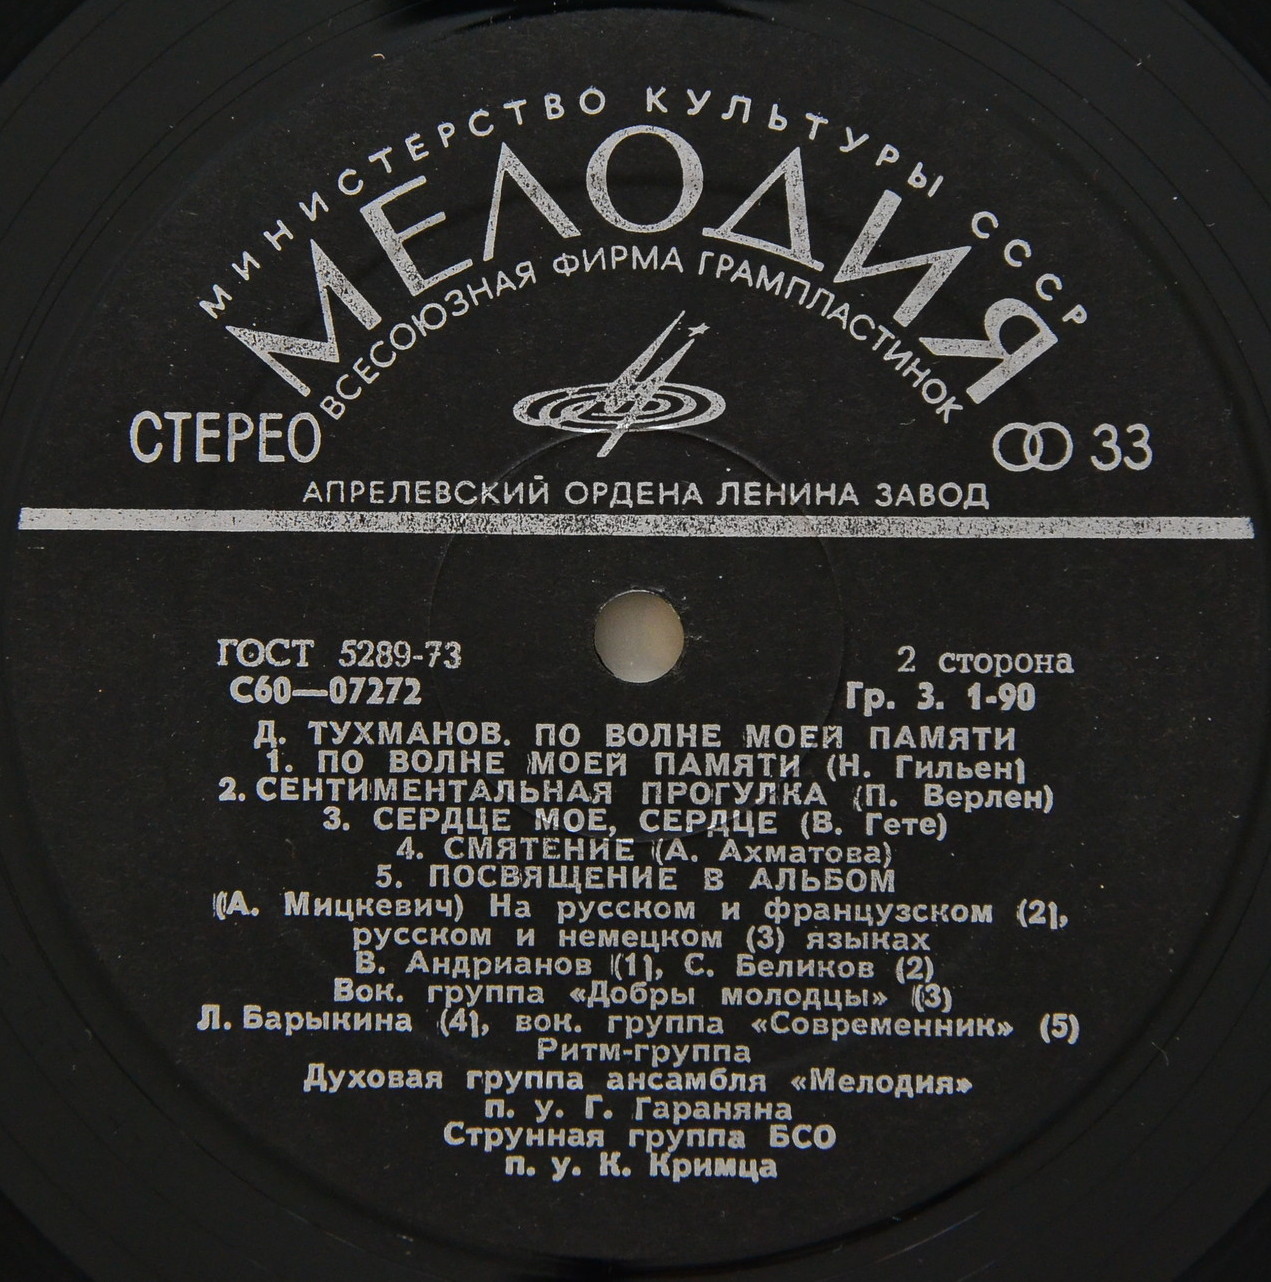 МИНИСТЕРСТВО КУЛЬТУРЫ СССР
МЕЛОДИЯ
ВСЕСОЮЗНАЯ ФИРМА ГРАМПЛАСТИНОК
СТЕРЕО
33
АПРЕЛЕВСКИЙ ОРДЕНА ЛЕНИНА ЗАВОД
ГОСТ 5289-73
2 сторона
С60—07272
Гр. 3. 1-90
Д. ТУХМАНОВ. ПО ВОЛНЕ МОЕЙ ПАМЯТИ
1. ПО ВОЛНЕ МОЕЙ ПАМЯТИ (Н. Гильен)
2. СЕНТИМЕНТАЛЬНАЯ ПРОГУЛКА (П. Верлен)
3. СЕРДЦЕ МОЕ, СЕРДЦЕ (В. Гете)
4. СМЯТЕНИЕ (А. Ахматова)
5. ПОСВЯЩЕНИЕ В АЛЬБОМ
(А. Мицкевич) На русском и французском (2),
русском и немецком (3) языках
В. Андрианов (1), С. Беликов (2)
Вок. группа «Добры молодцы» (3)
Л. Барыкина (4), вок. группа «Современник» (5)
Ритм-группа
Духовая группа ансамбля «Мелодия»
п. у. Г. Гараняна
Струнная группа БСО
п. у. К. Кримца